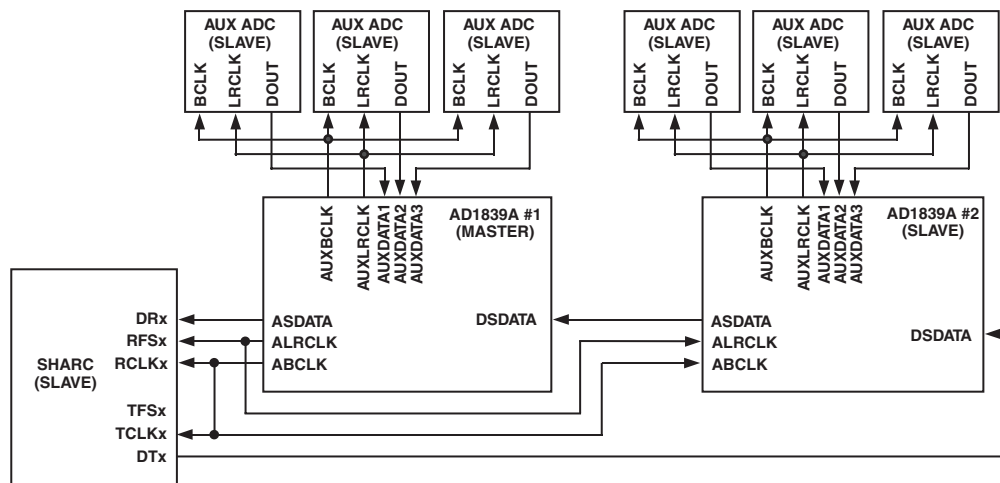 AUX ADC
(SLAVE)
BCLK
LRCLK
DOUT
AUX ADC
(SLAVE)
BCLK
LRCLK
DOUT
AUX ADC
(SLAVE)
BCLK
LRCLK
DOUT
AUX ADC
(SLAVE)
BCLK
LRCLK
DOUT
AUX ADC
(SLAVE)
BCLK
LRCLK
DOUT
AUX ADC
(SLAVE)
BCLK
LRCLK
DOUT
AUXBCLK
AUXLRCLK
AUXDATA1
AUXDATA2
AUXDATA3
AD1839A #1
(MASTER)
ASDATA
ALRCLK
ABCLK
DSDATA
AUXBCLK
AUXLRCLK
AUXDATA1
AUXDATA2
AUXDATA3
AD1839A #2
(SLAVE)
ASDATA
ALRCLK
ABCLK
DSDATA
SHARC
(SLAVE)
DRx
RFSx
RCLKx
TFSx
TCLKx
DTx